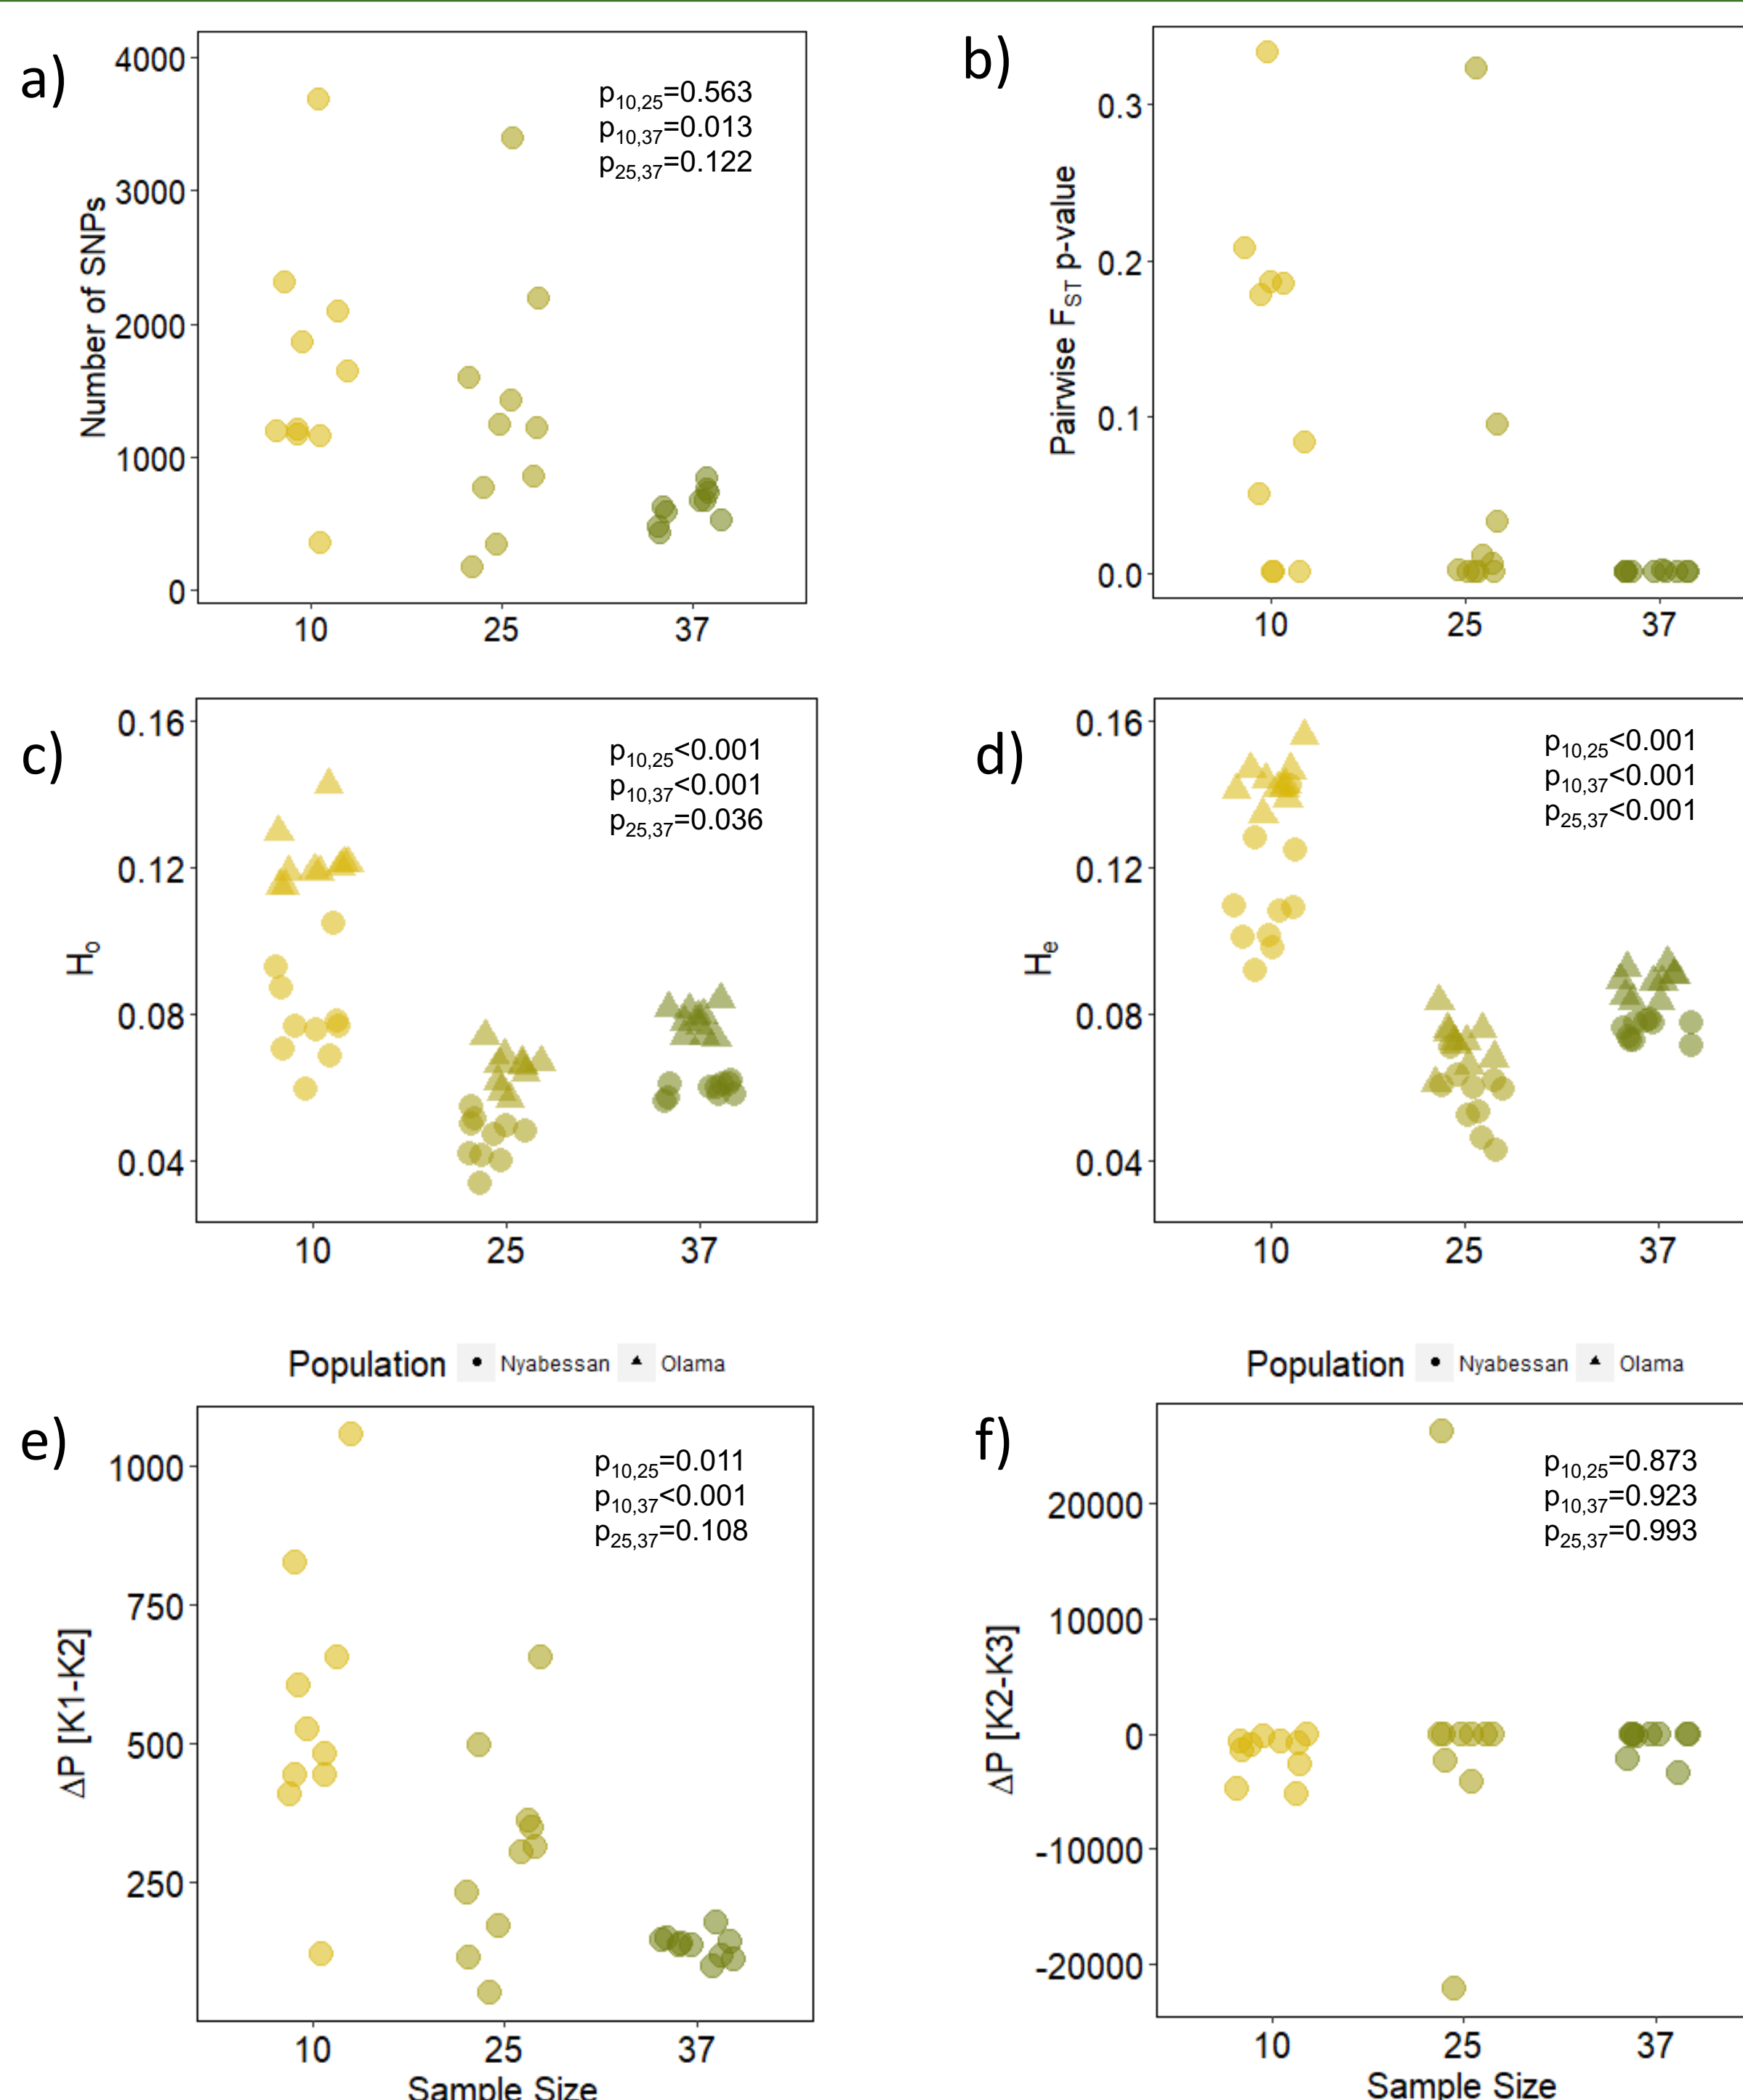 a)
4000
3000
2000
1000
0
Number of SNPs
p10,25=0.563
p10,37=0.013
p25,37=0.122
10 25 37
b)
0.3
0.2
0.1
0.0
Pairwise FST p-value
10 25 37
c)
0.16
0.12
0.08
0.04
Ho
p10,25<0.001
p10,37<0.001
p25,37=0.036
10 25 37
Population Nyabessan Olama
d)
0.16
0.12
0.08
0.04
He
p10,25<0.001
p10,37<0.001
p25,37<0.001
10 25 37
Population Nyabessan Olama
e)
1000
750
500
250
ΔP [K1-K2]
p10,25=0.011
p10,37<0.001
p25,37=0.108
10 25 37
Sample Size
f)
20000
10000
0
-10000
-20000
ΔP [K2-K3]
p10,25=0.873
p10,37=0.923
p25,37=0.993
10 25 37
Sample Size